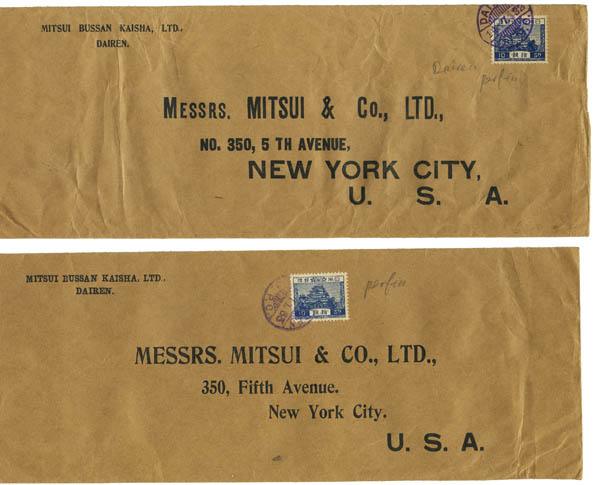 MITSUI BUSSAN KAISHA, LTD.,
DAIREN.
Dairen
perfin
MESSRS. MITSUI & CO., LTD.,
NO. 350, 5 TH AVENUE,
NEW YORK CITY,
U. S. A.
MITSUI BUSSAN KAISHA, LTD.,
DAIREN.
perfin
MESSRS. MITSUI & CO., LTD.,
350, Fifth Avenue.
New York City.
U. S. A.